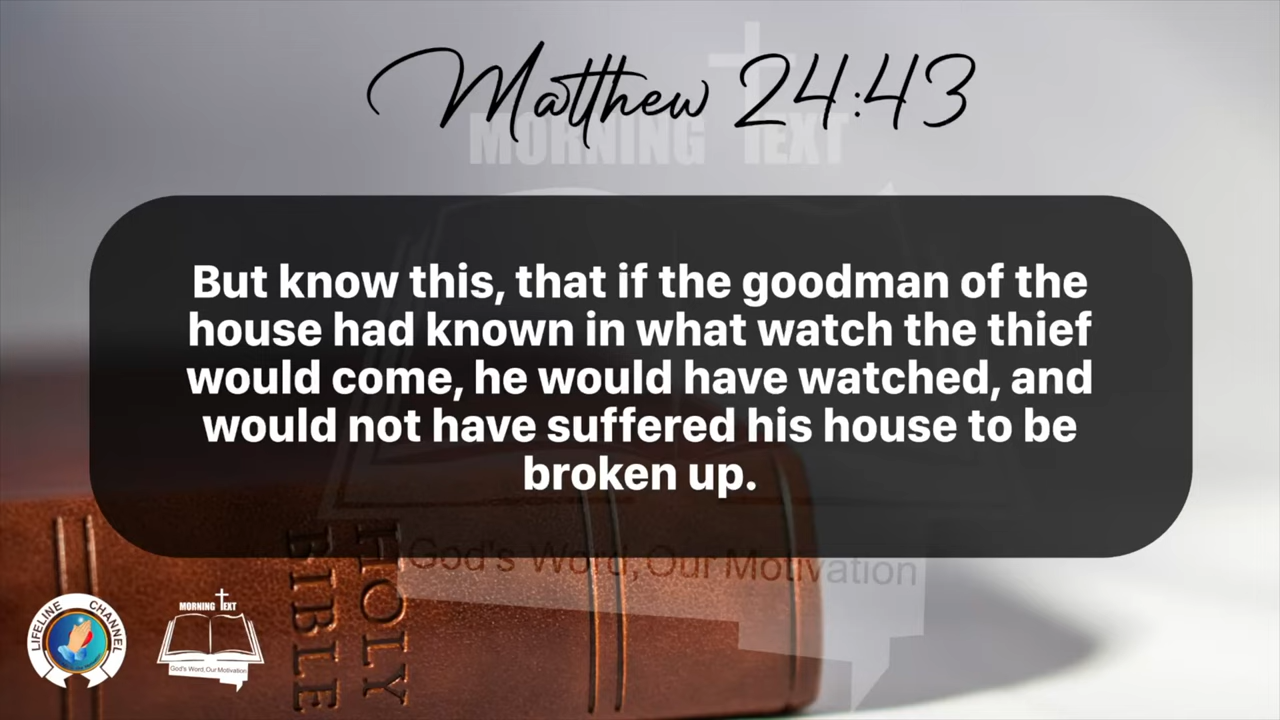 Matthew 24:43
MORNING TEXT
But know this, that if the goodman of the
house had known in what watch the thief
would come, he would have watched, and
would not have suffered his house to be
broken up.
God's Word, Our Motivation
HOLY
BIBLE
LIFELINE CHANNEL
MORNING TEXT
God's Word, Our Motivation